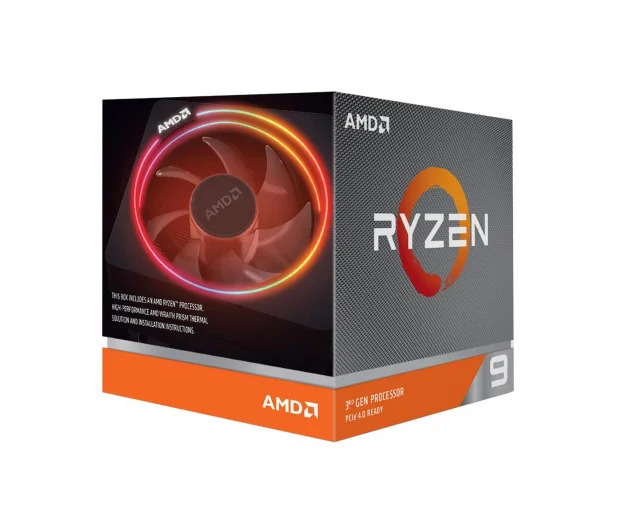 AMD
AMD
THIS BOX INCLUDES AN AMD RYZEN™ PROCESSOR,
HIGH-PERFORMANCE AMD WRAITH PRISM THERMAL
SOLUTION AND INSTALLATION INSTRUCTIONS.
AMD
AMD
RYZEN
9
3RD GEN PROCESSOR
PCIe® 4.0 READY